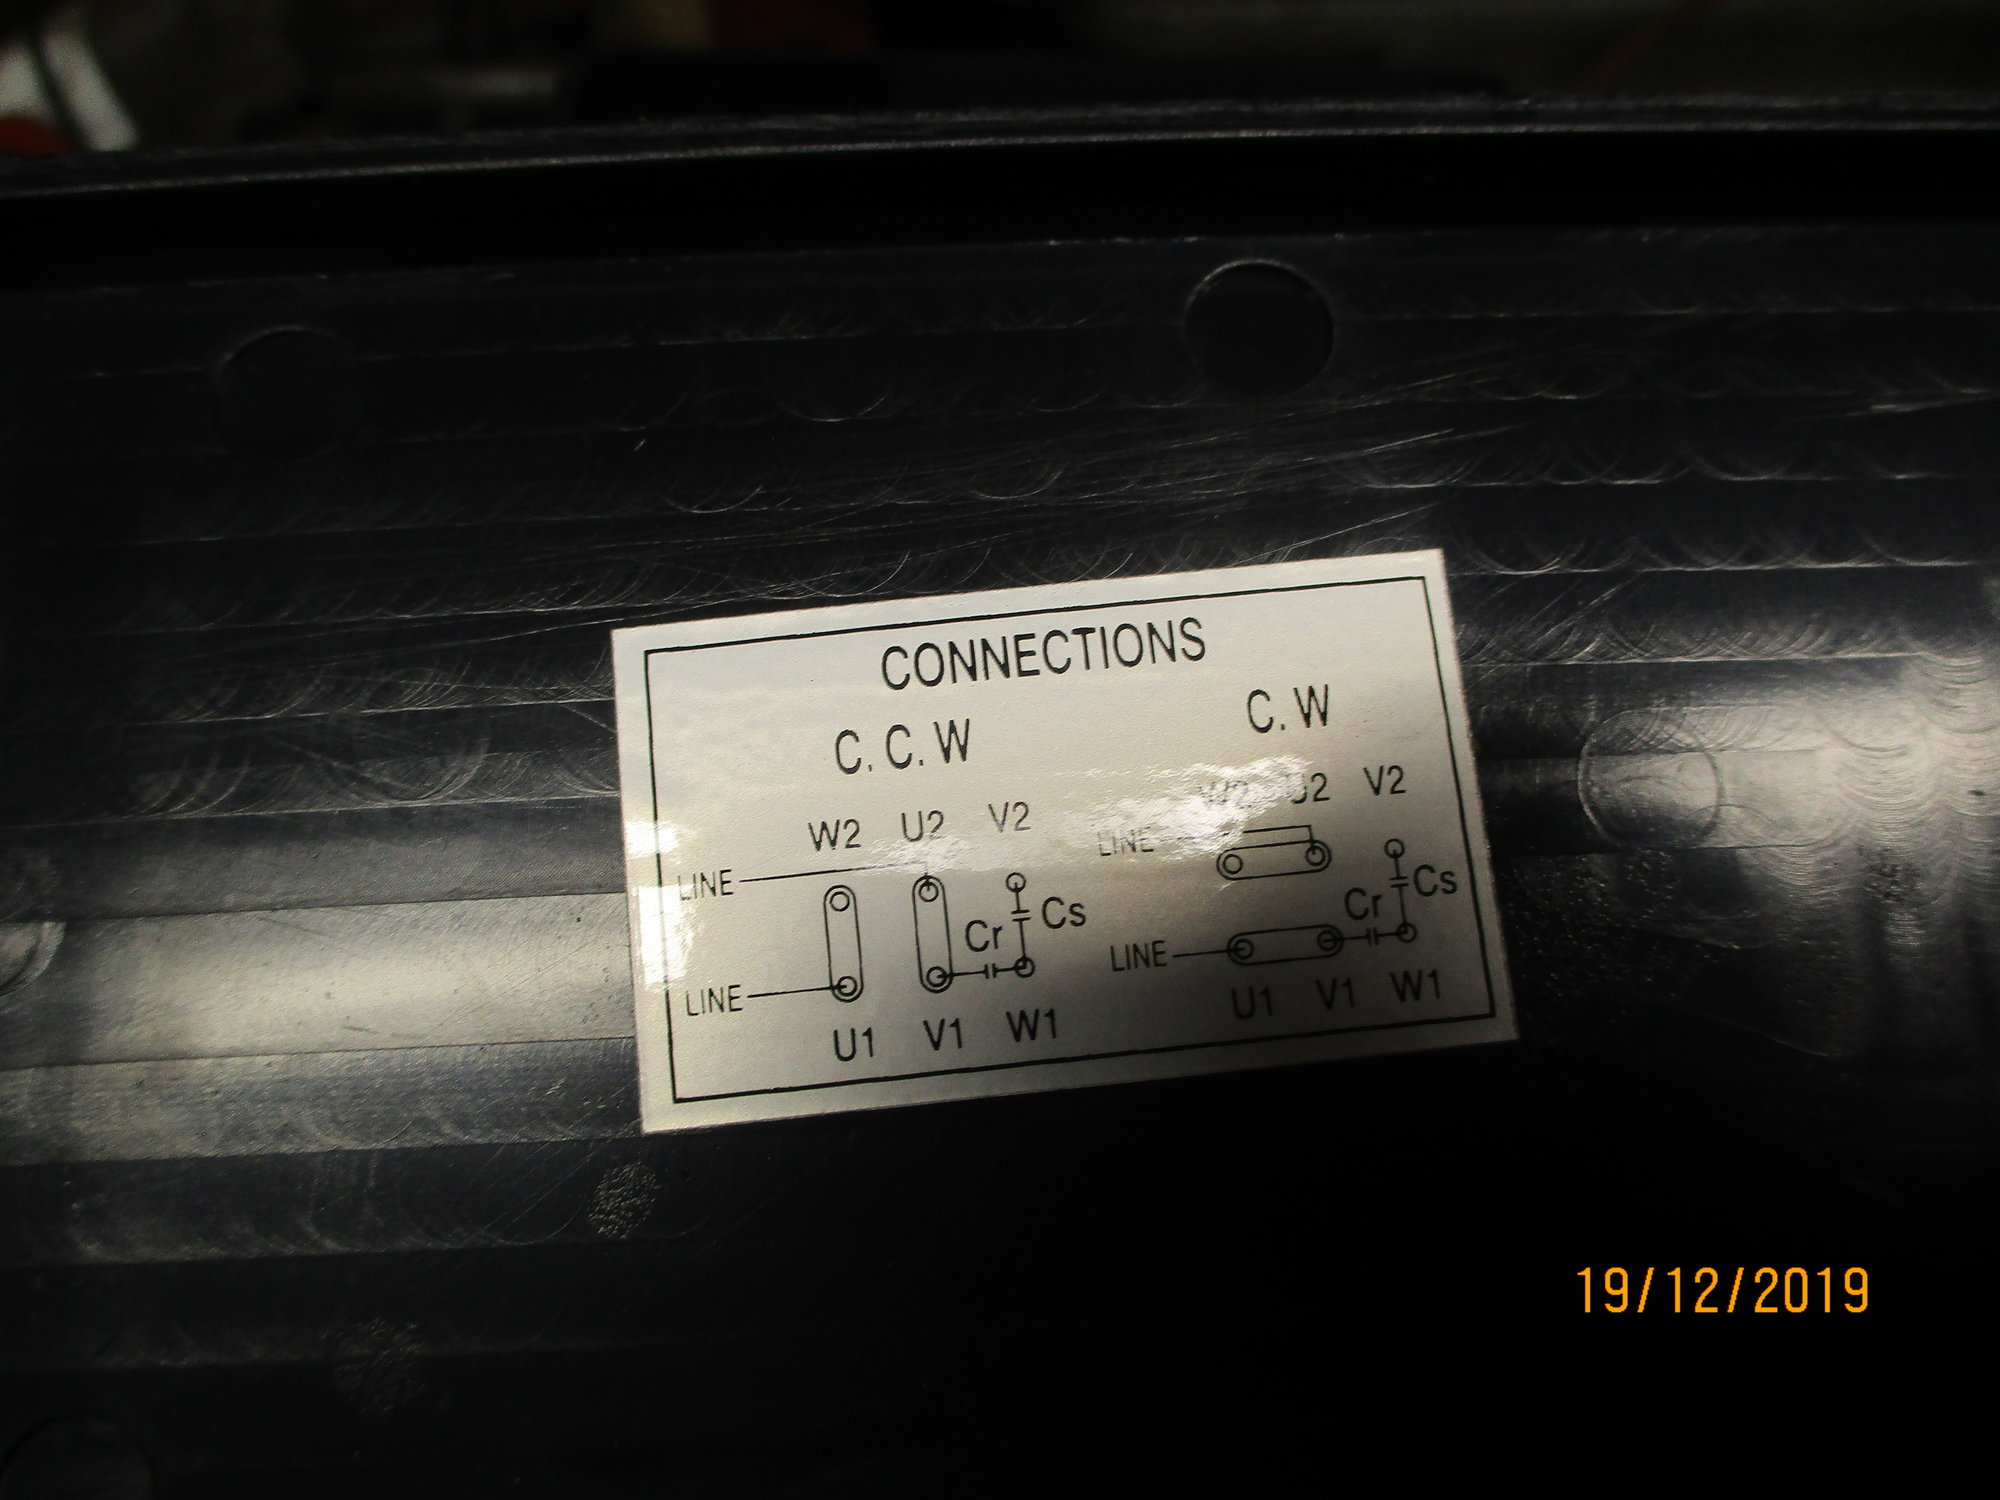 CONNECTIONS
C. C. W
C. W
W2 U2 V2
LINE
Cr Cs
LINE
U1 V1 W1
W2 U2 V2
LINE
Cr Cs
LINE
U1 V1 W1
19/12/2019